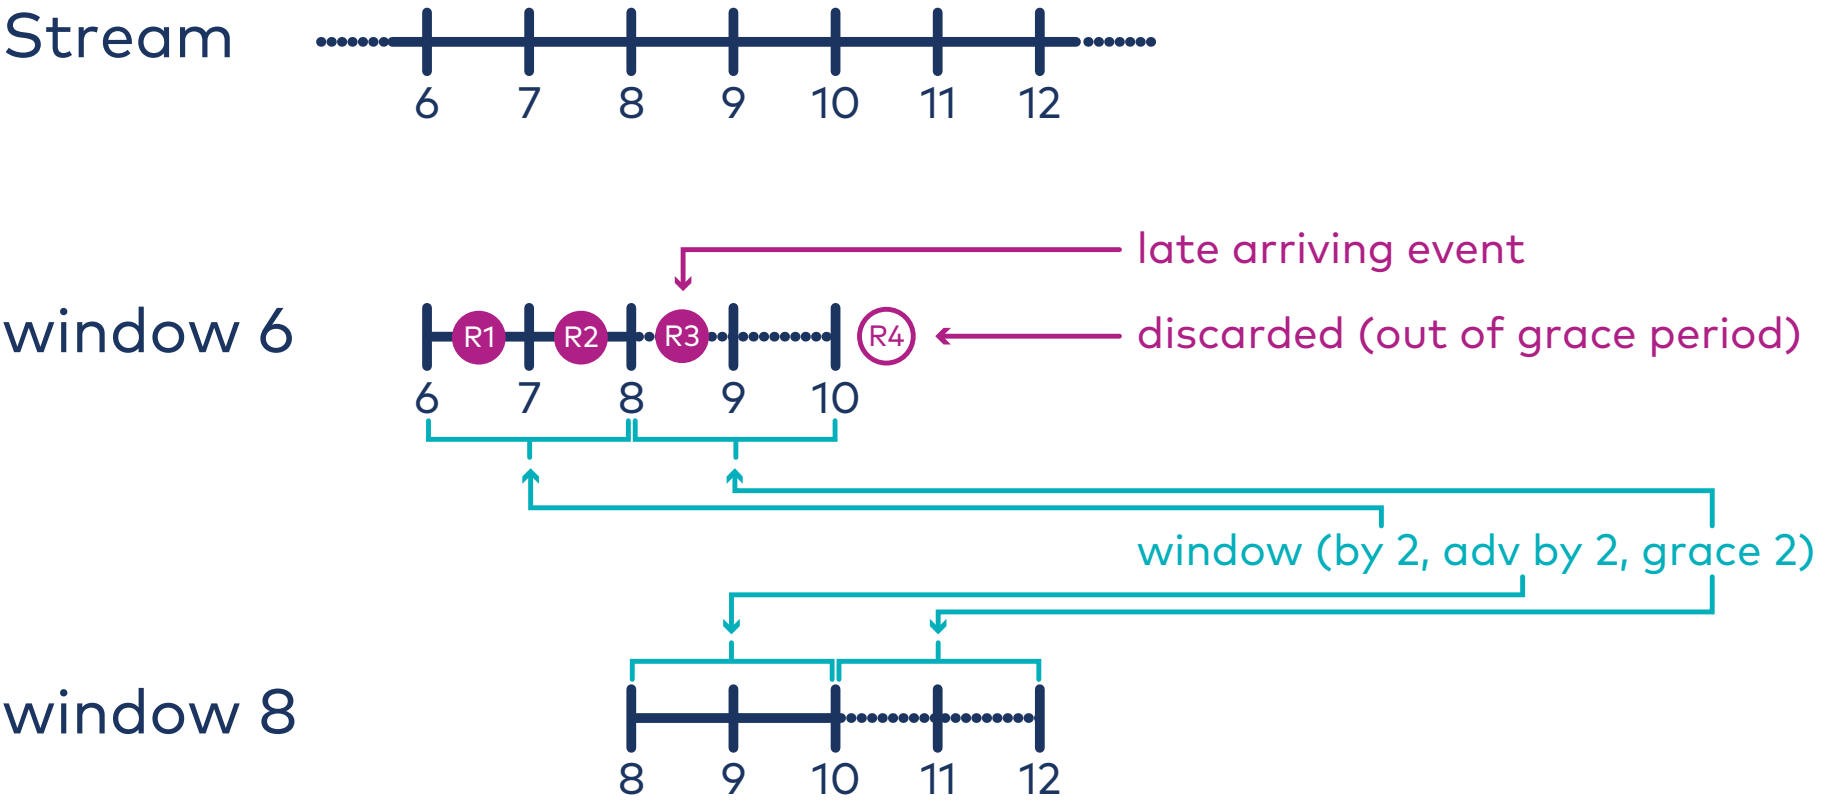 Stream
6 7 8 9 10 11 12
late arriving event
window 6
R1 R2 R3 R4
discarded (out of grace period)
6 7 8 9 10
window (by 2, adv by 2, grace 2)
window 8
8 9 10 11 12